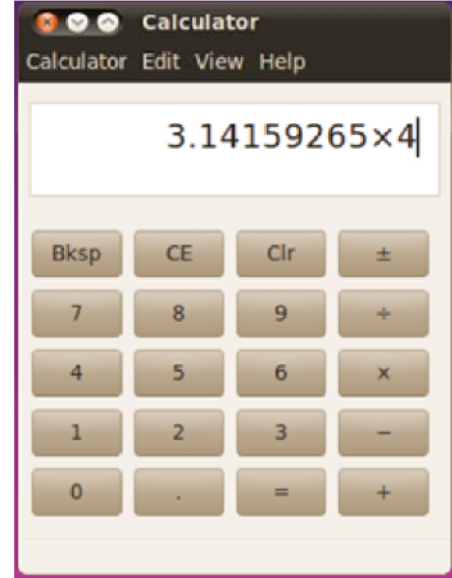 Calculator
Calculator Edit View Help
3.14159265×4
Bksp CE Clr ±
7 8 9 ÷
4 5 6 ×
1 2 3 −
0 . = +